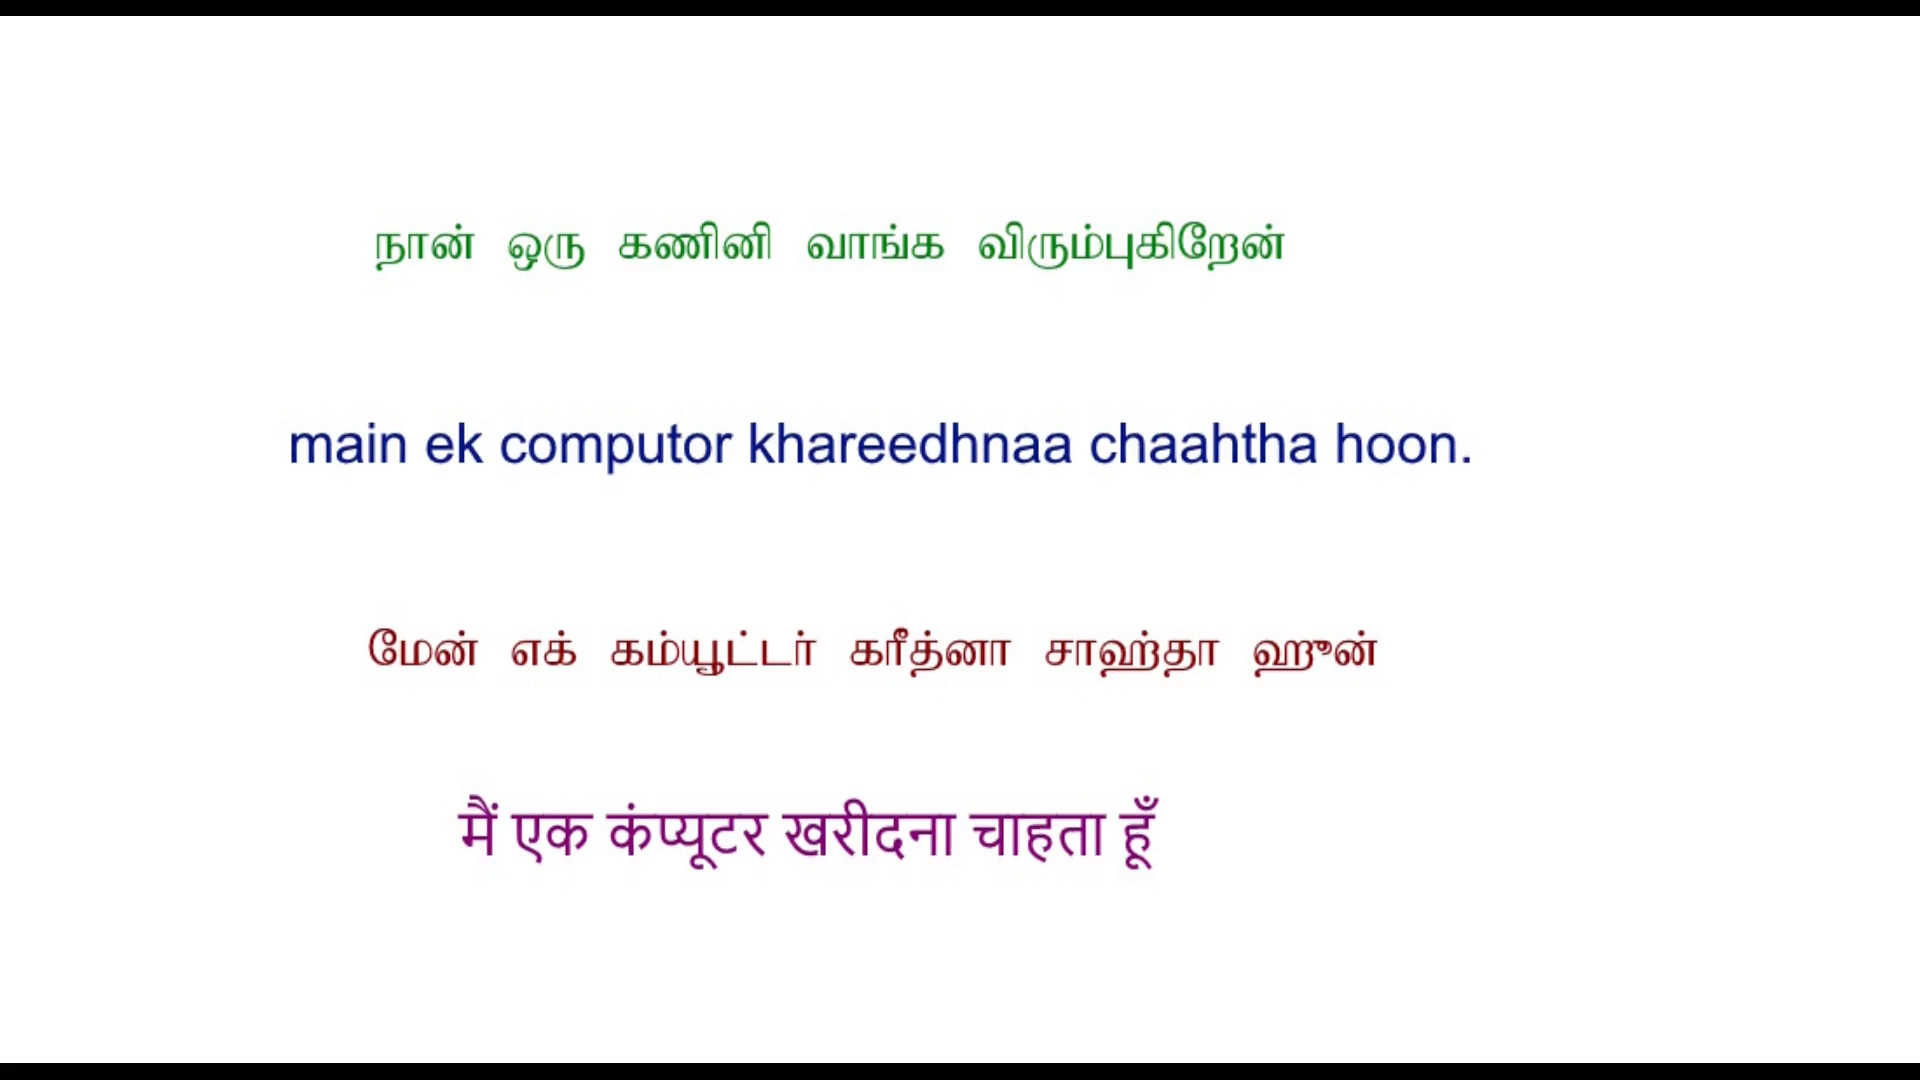 நான் ஒரு கணினி வாங்க விரும்புகிறேன்
main ek computor khareedhnaa chaahtha hoon.
மேன் எக் கம்யூட்டர் கரீத்னா சாஹ்தா ஹூன்
मैं एक कंप्यूटर खरीदना चाहता हूँ